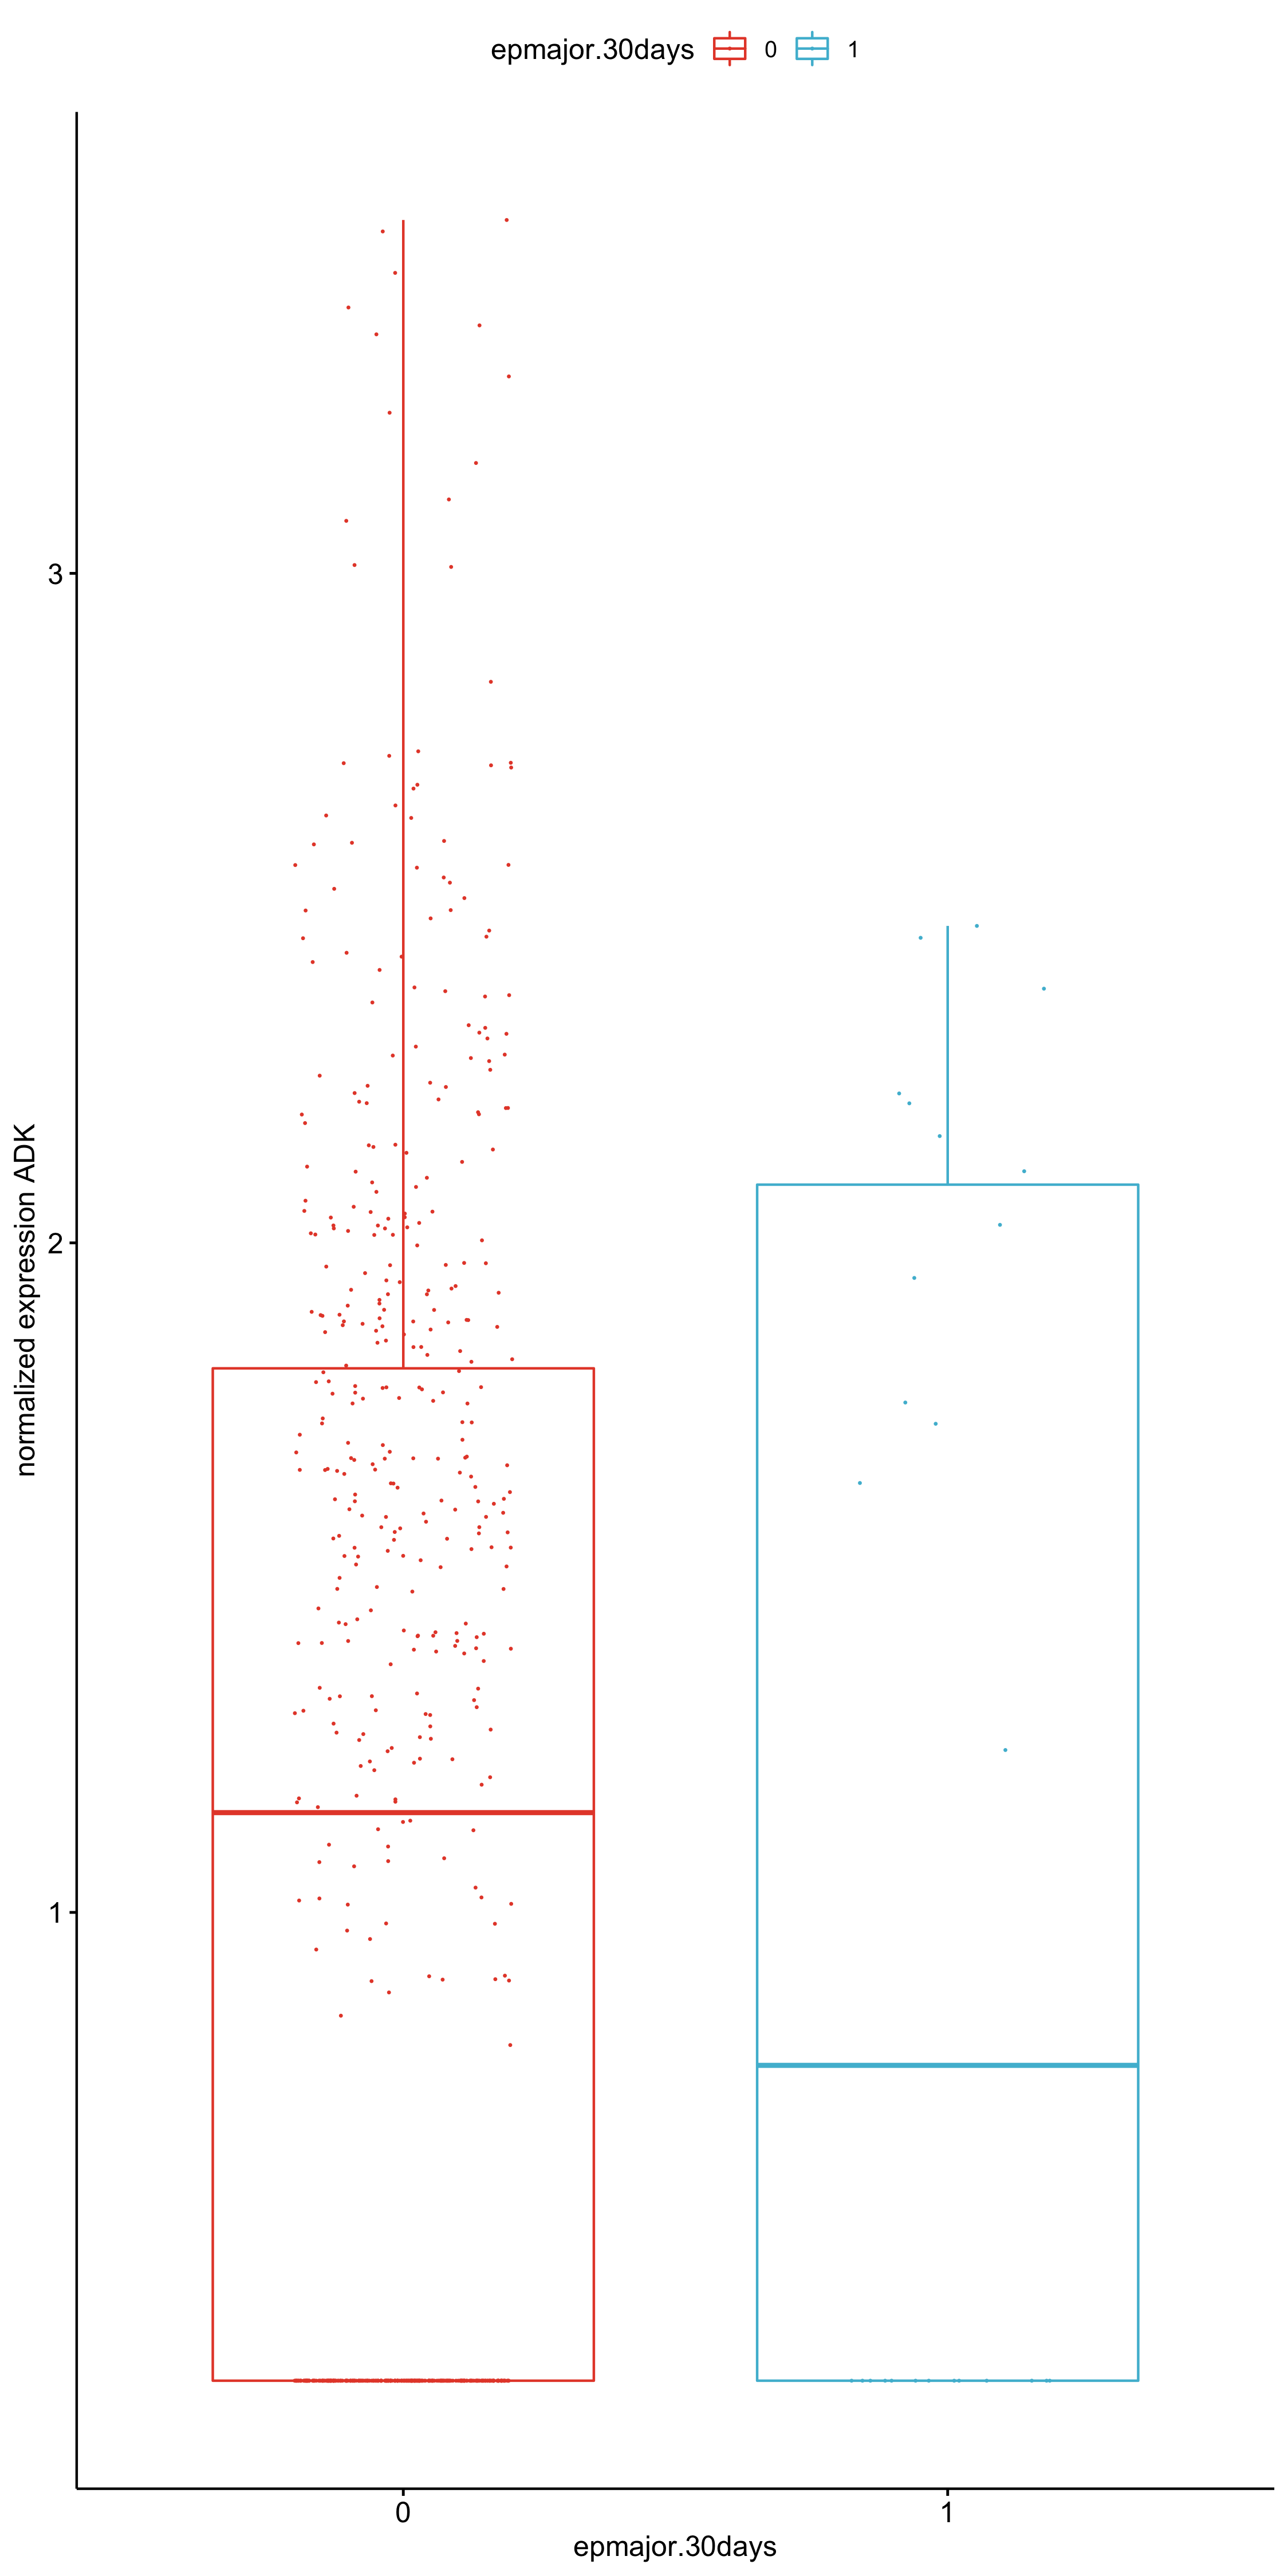 epmajor.30days 0 1
3
2
1
normalized expression ADK
0 1
epmajor.30days